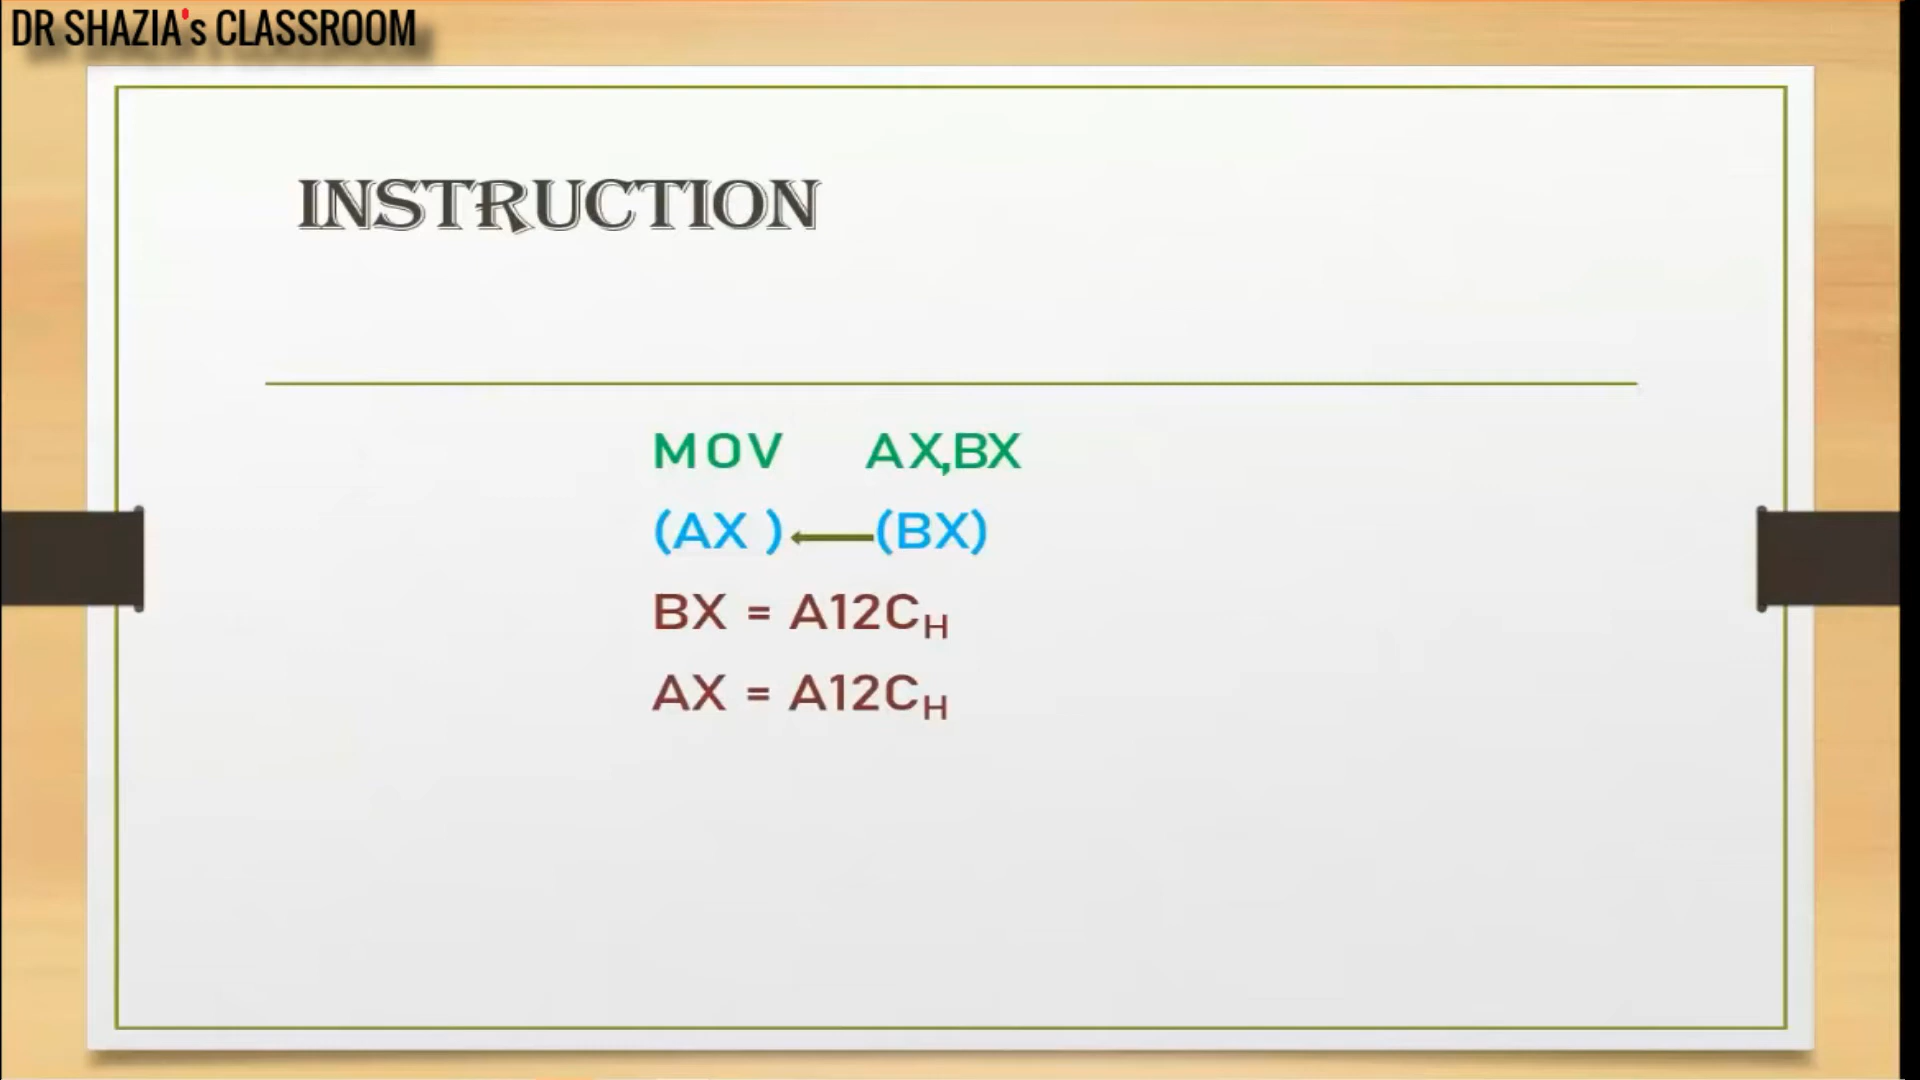 DR SHAZIA's CLASSROOM
INSTRUCTION
MOV AX,BX
(AX ) ← (BX)
BX = A12CH
AX = A12CH